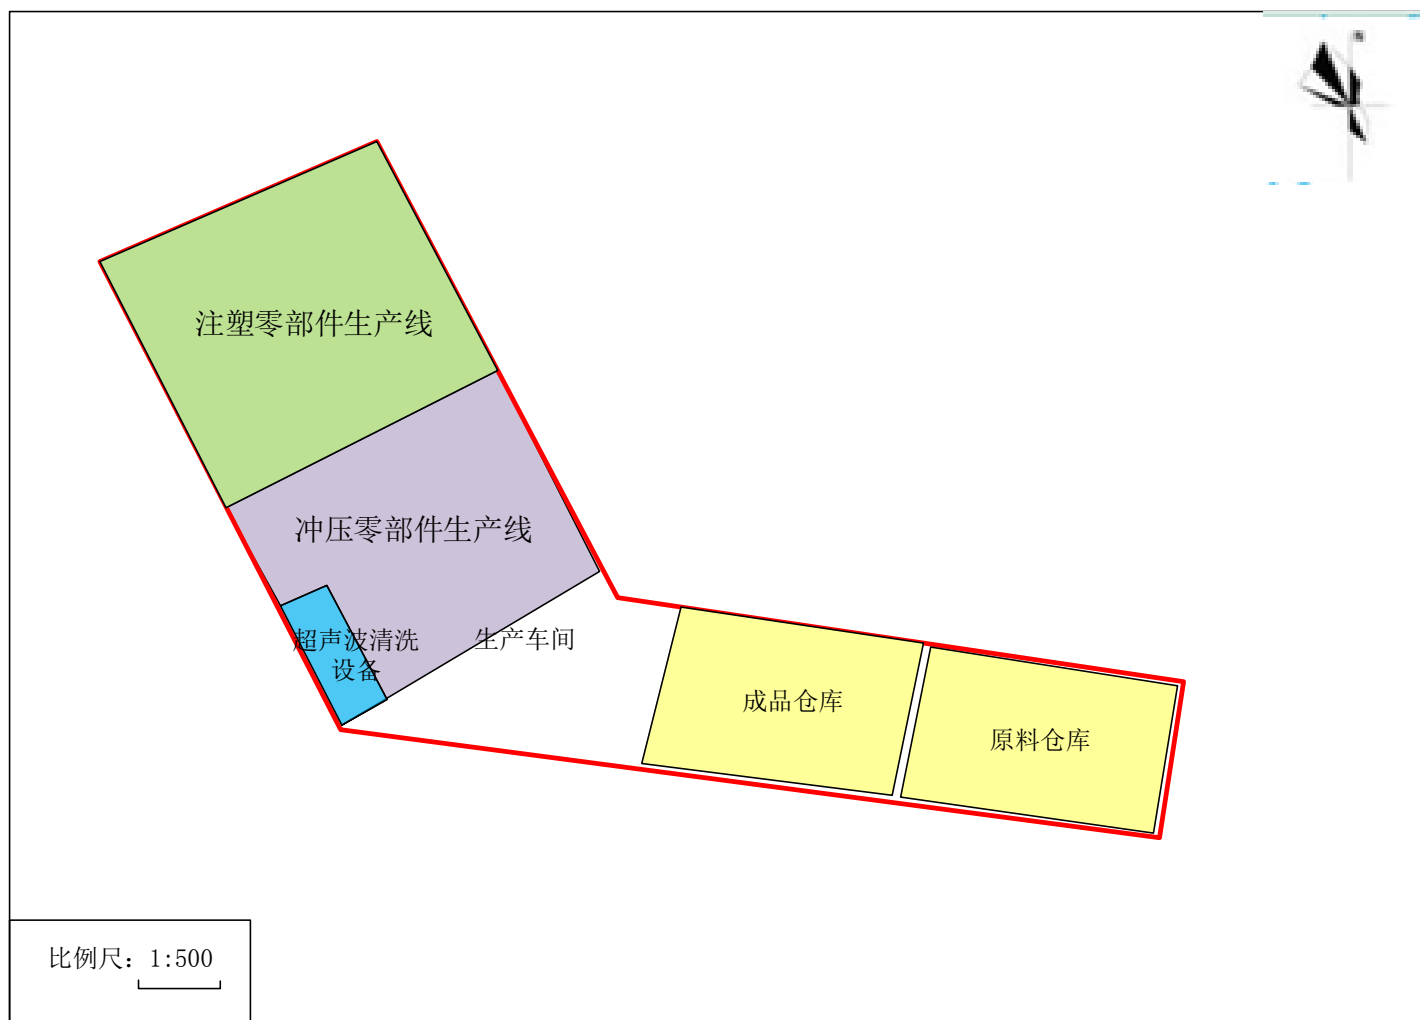 注塑零部件生产线
冲压零部件生产线
超声波清洗
设备
生产车间
成品仓库
原料仓库
比例尺：1:500